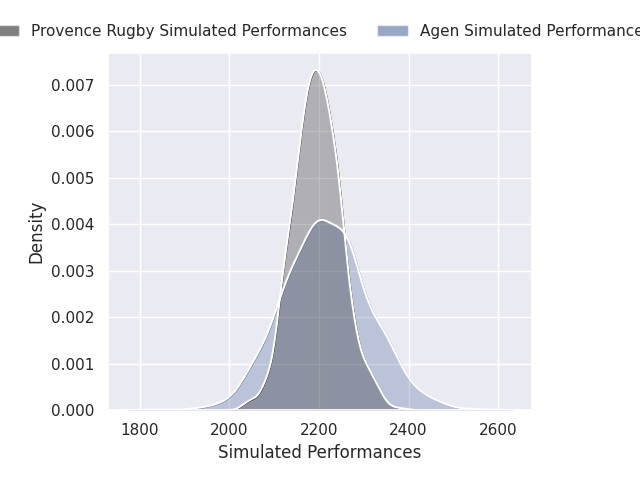 Provence Rugby Simulated Performances Agen Simulated Performance
0.007
0.006
0.005
0.004
0.003
0.002
0.001
0.000
Density
1800 2000 2200 2400 2600
Simulated Performances